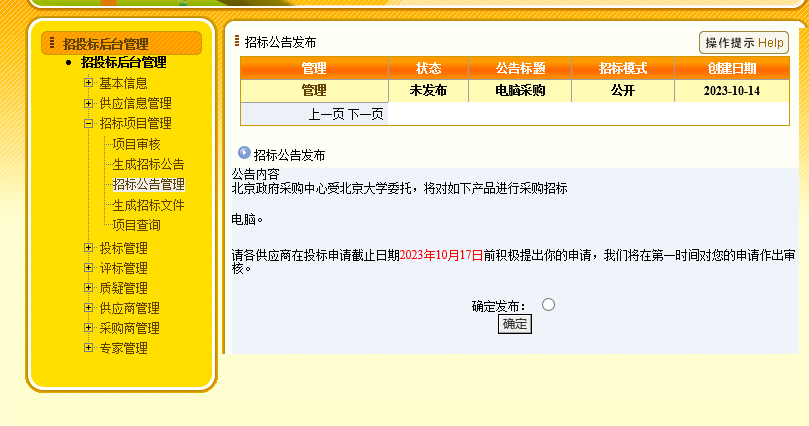 招投标后台管理
招投标后台管理
基本信息
供应信息管理
招标项目管理
项目审核
生成招标公告
招标公告管理
生成招标文件
项目查询
投标管理
评标管理
质疑管理
供应商管理
采购商管理
专家管理
招标公告发布
操作提示 Help
管理 状态 公告标题 招标模式 创建日期
管理 未发布 电脑采购 公开 2023-10-14
上一页 下一页
招标公告发布
公告内容
北京政府采购中心受北京大学委托，将对如下产品进行采购招标
电脑。
请各供应商在投标申请截止日期2023年10月17日前积极提出你的申请，我们将在第一时间对您的申请作出审
核。
确定发布：
确定